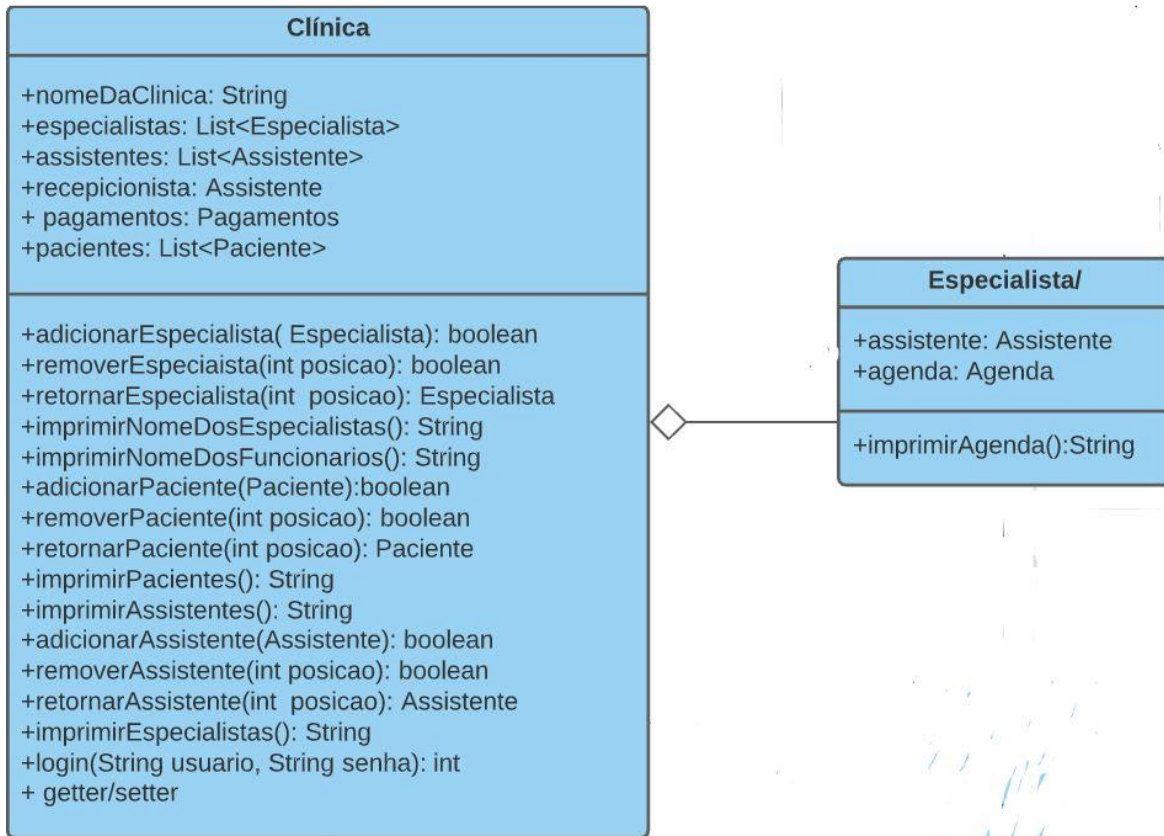 Clínica
+nomeDaClinica: String
+especialistas: List<Especialista>
+assistentes: List<Assistente>
+recepicionista: Assistente
+ pagamentos: Pagamentos
+pacientes: List<Paciente>
+adicionarEspecialista( Especialista): boolean
+removerEspeciaista(int posicao): boolean
+retornarEspecialista(int  posicao): Especialista
+imprimirNomeDosEspecialistas(): String
+imprimirNomeDosFuncionarios(): String
+adicionarPaciente(Paciente):boolean
+removerPaciente(int posicao): boolean
+retornarPaciente(int posicao): Paciente
+imprimirPacientes(): String
+imprimirAssistentes(): String
+adicionarAssistente(Assistente): boolean
+removerAssistente(int posicao): boolean
+retornarAssistente(int  posicao): Assistente
+imprimirEspecialistas(): String
+login(String usuario, String senha): int
+ getter/setter
Especialista/
+assistente: Assistente
+agenda: Agenda
+imprimirAgenda():String